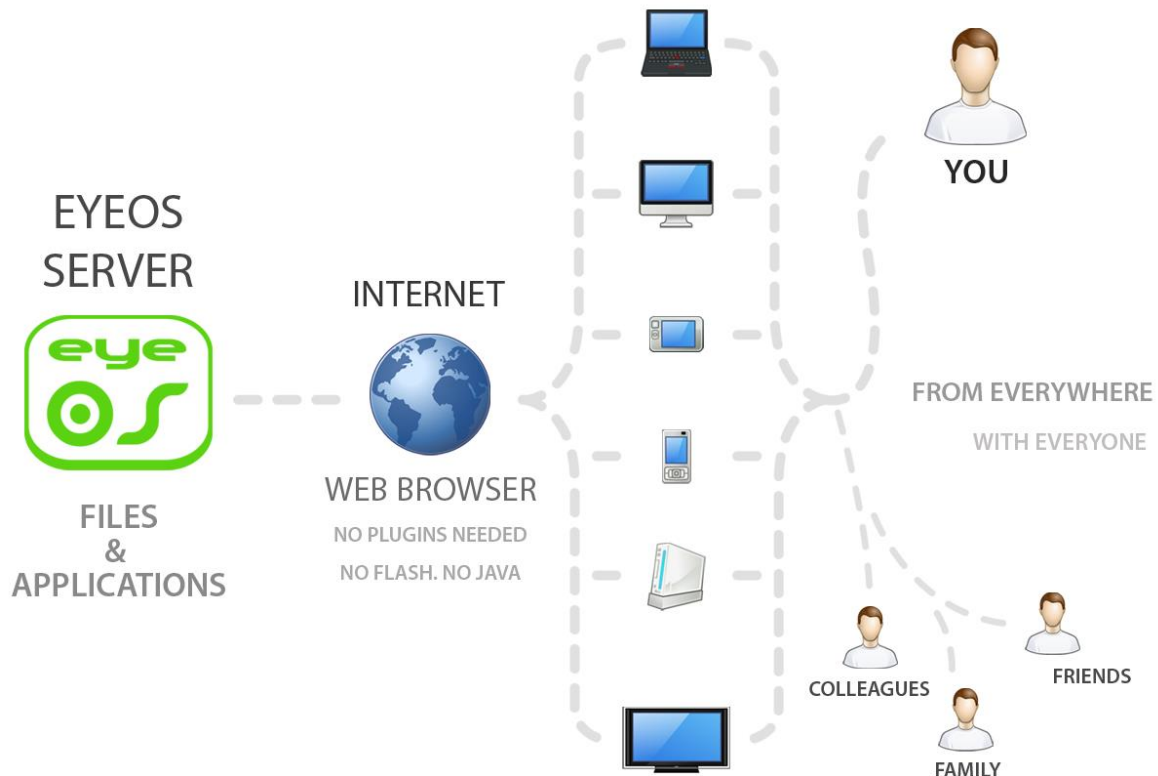 EYEOS
SERVER
eye
OS
FILES
&
APPLICATIONS
INTERNET
WEB BROWSER
NO PLUGINS NEEDED
NO FLASH. NO JAVA
YOU
FROM EVERYWHERE
WITH EVERYONE
COLLEAGUES
FRIENDS
FAMILY